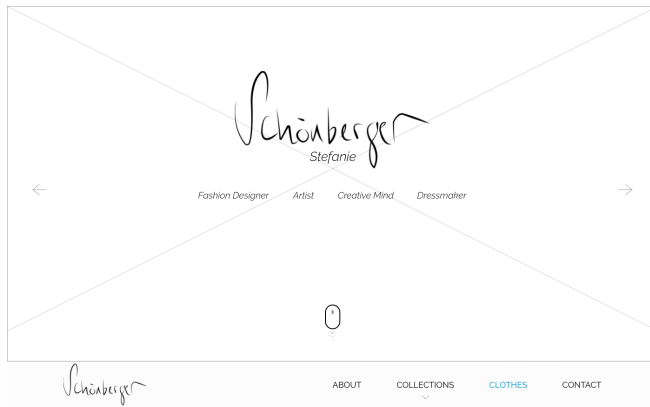 Schönberger
Stefanie
Fashion Designer Artist Creative Mind Dressmaker
Schönberger ABOUT COLLECTIONS CLOTHES CONTACT